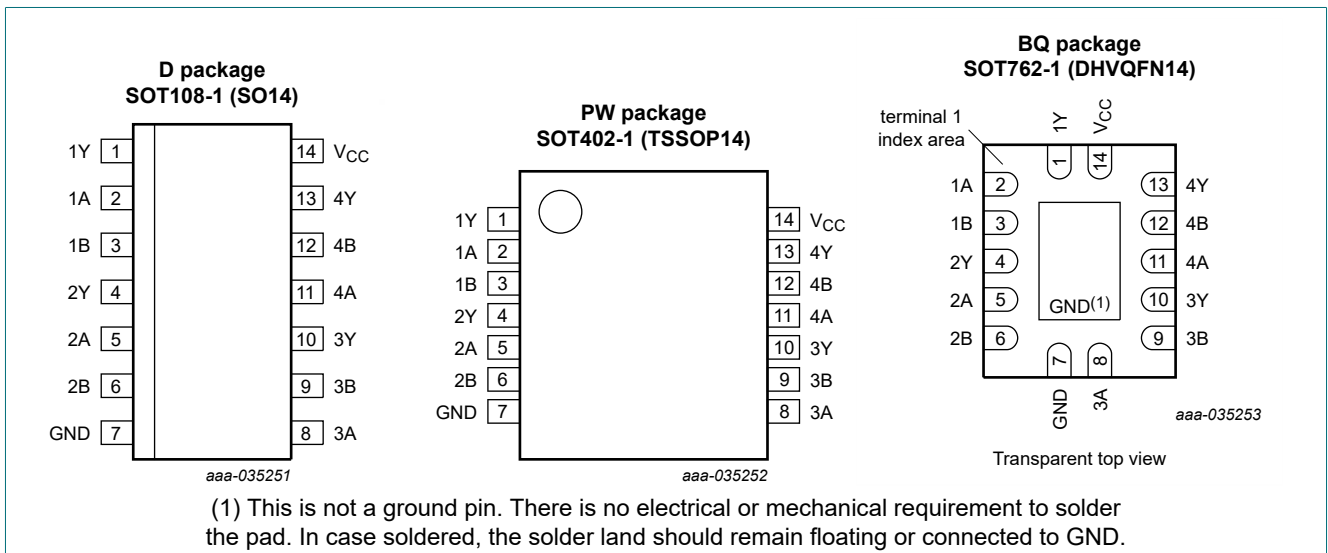 D package
SOT108-1 (SO14)
1Y 1 14 VCC
1A 2 13 4Y
1B 3 12 4B
2Y 4 11 4A
2A 5 10 3Y
2B 6 9 3B
GND 7 8 3A
aaa-035251
PW package
SOT402-1 (TSSOP14)
1Y 1 14 VCC
1A 2 13 4Y
1B 3 12 4B
2Y 4 11 4A
2A 5 10 3Y
2B 6 9 3B
GND 7 8 3A
aaa-035252
BQ package
SOT762-1 (DHVQFN14)
terminal 1
index area
1Y VCC
1 14
1A 2 13 4Y
1B 3 12 4B
2Y 4 11 4A
2A 5 10 3Y
GND(1)
2B 6 9 3B
7 8
GND 3A
aaa-035253
Transparent top view
(1) This is not a ground pin. There is no electrical or mechanical requirement to solder
the pad. In case soldered, the solder land should remain floating or connected to GND.